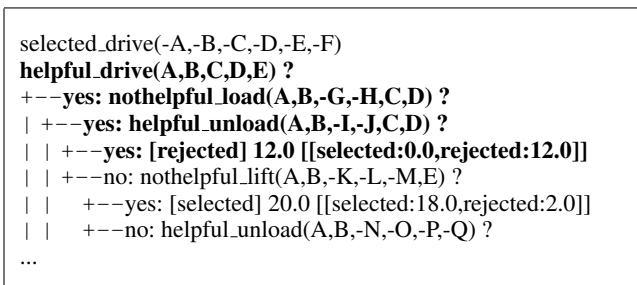 selected_drive(-A,-B,-C,-D,-E,-F)
helpful_drive(A,B,C,D,E) ?
+--yes: nothelpful_load(A,B,-G,-H,C,D) ?
| +--yes: helpful_unload(A,B,-I,-J,C,D) ?
| | +--yes: [rejected] 12.0 [[selected:0.0,rejected:12.0]]
| | +--no: nothelpful_lift(A,B,-K,-L,-M,E) ?
| | +--yes: [selected] 20.0 [[selected:18.0,rejected:2.0]]
| | +--no: helpful_unload(A,B,-N,-O,-P,-Q) ?
...